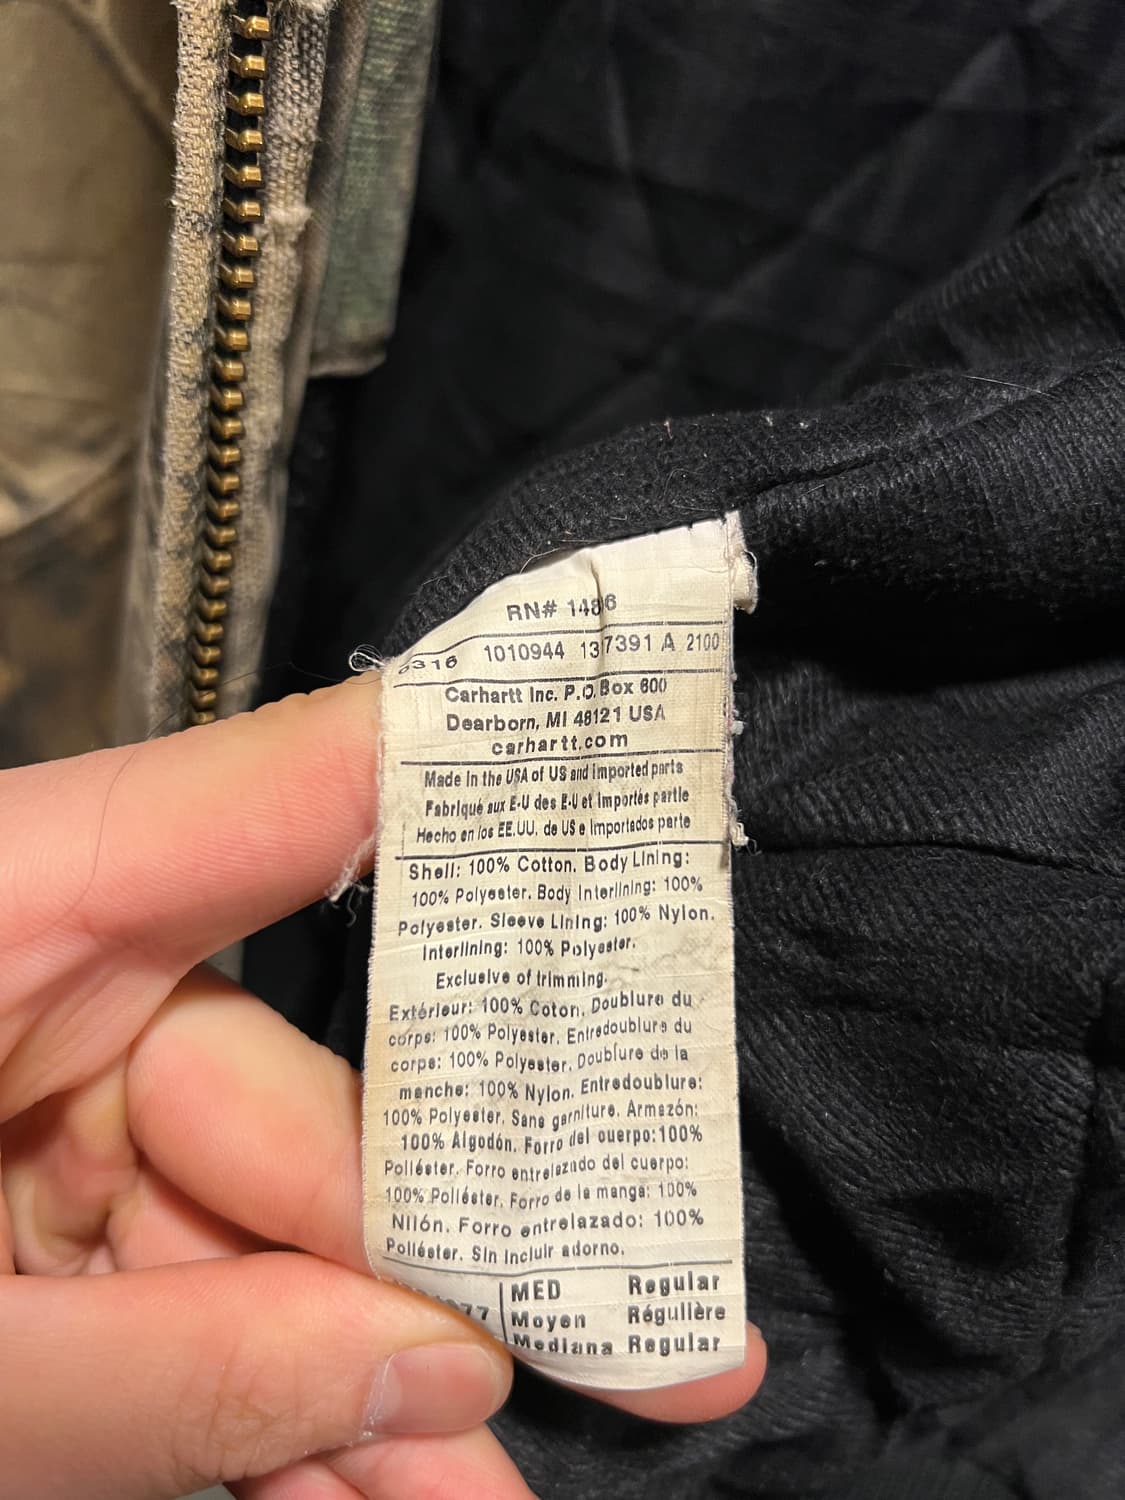 RN# 1486
0316 1010944 137391 A 2100
Carhartt Inc. P.O. Box 600
Dearborn, MI 48121 USA
carhartt.com
Made in the USA of US and imported parts
Fabriqué aux E-U des E-U et Importés partie
Hecho en los EE.UU. de US e Importados parte
Shell: 100% Cotton. Body Lining:
100% Polyester. Body Interlining: 100%
Polyester. Sleeve Lining: 100% Nylon.
Interlining: 100% Polyester.
Exclusive of trimming.
Extérieur: 100% Coton. Doublure du
corps: 100% Polyester. Entredoublure du
corps: 100% Polyester. Doublure de la
manche: 100% Nylon. Entredoublure:
100% Polyester. Sans garniture. Armazón:
100% Algodón. Forro del cuerpo:100%
Poliéster. Forro entrelazado del cuerpo:
100% Poliéster. Forro de la manga: 100%
Nilón. Forro entrelazado: 100%
Poliéster. Sin incluir adorno.
MED Regular
Moyen Régulière
Mediana Regular